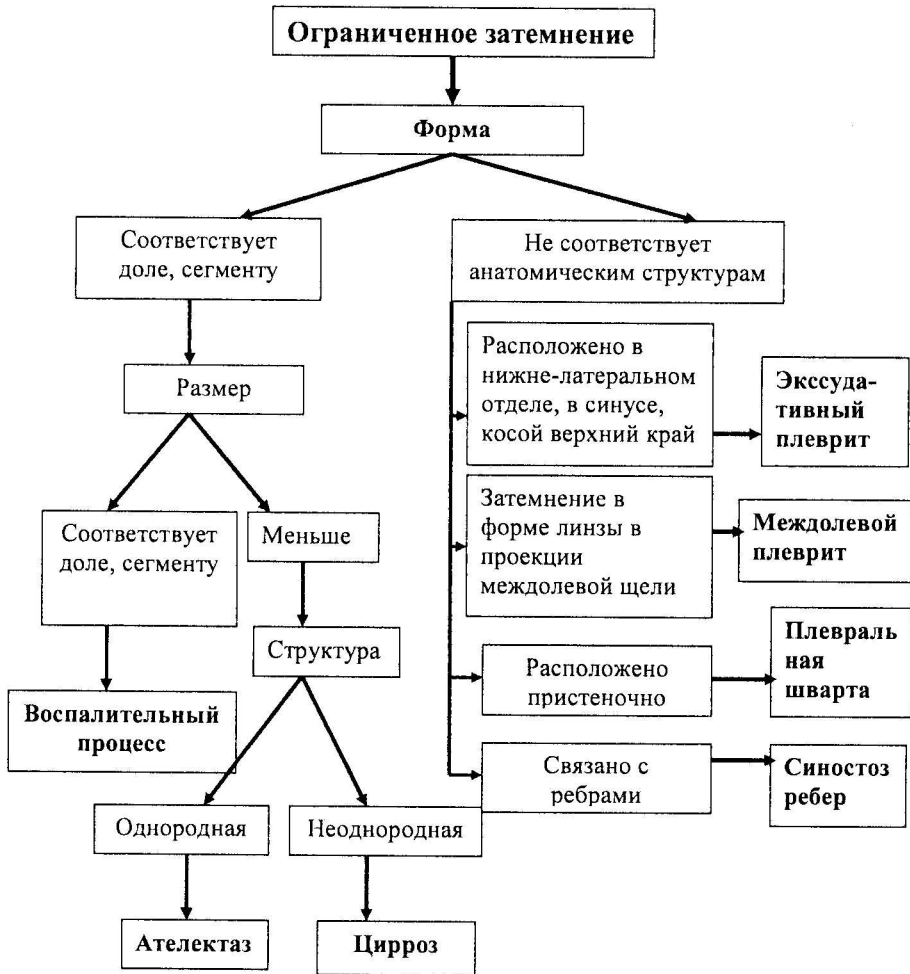 Ограниченное затемнение
Форма
Соответствует
доле, сегменту
Не соответствует
анатомическим структурам
Размер
Соответствует
доле, сегменту
Меньше
Структура
Воспалительный
процесс
Однородная
Неоднородная
Ателектаз
Цирроз
Расположено в
нижне-латеральном
отделе, в синусе,
косой верхний край
Экссуда-
тивный
плеврит
Затемнение в
форме линзы в
проекции
междолевой щели
Междолевой
плеврит
Расположено
пристеночно
Плевраль
ная
шварта
Связано с
ребрами
Синостоз
ребер